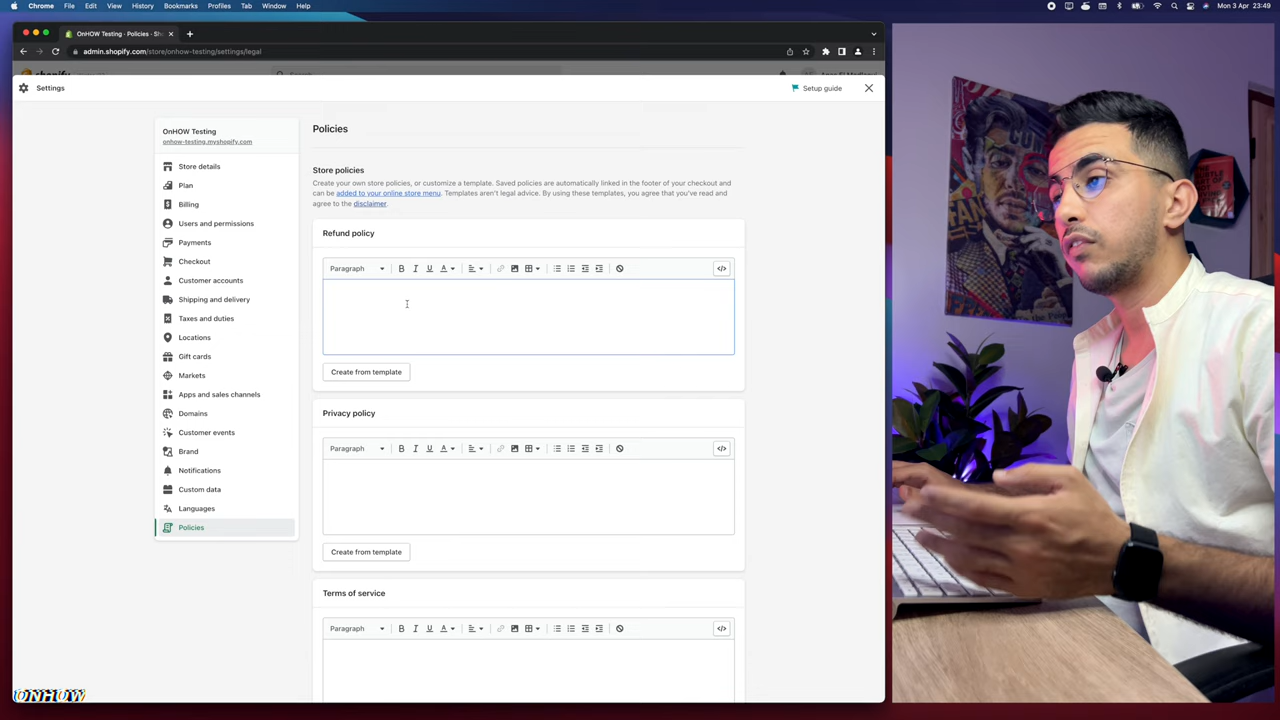 Chrome File Edit View History Bookmarks Profiles Tab Window Help
Mon 3 Apr 23:49
OnHOW Testing · Policies · Sh
admin.shopify.com/store/onhow-testing/settings/legal
shopify
Search
Settings
Setup guide
OnHOW Testing
onhow-testing.myshopify.com
Store details
Plan
Billing
Users and permissions
Payments
Checkout
Customer accounts
Shipping and delivery
Taxes and duties
Locations
Gift cards
Markets
Apps and sales channels
Domains
Customer events
Brand
Notifications
Custom data
Languages
Policies
Policies
Store policies
Create your own store policies, or customize a template. Saved policies are automatically linked in the footer of your checkout and
can be added to your online store menu. Templates aren't legal advice. By using these templates, you agree that you've read and
agree to the disclaimer.
Refund policy
Paragraph B I U A </>
Create from template
Privacy policy
Paragraph B I U A </>
Create from template
Terms of service
Paragraph B I U A </>
ONHOW